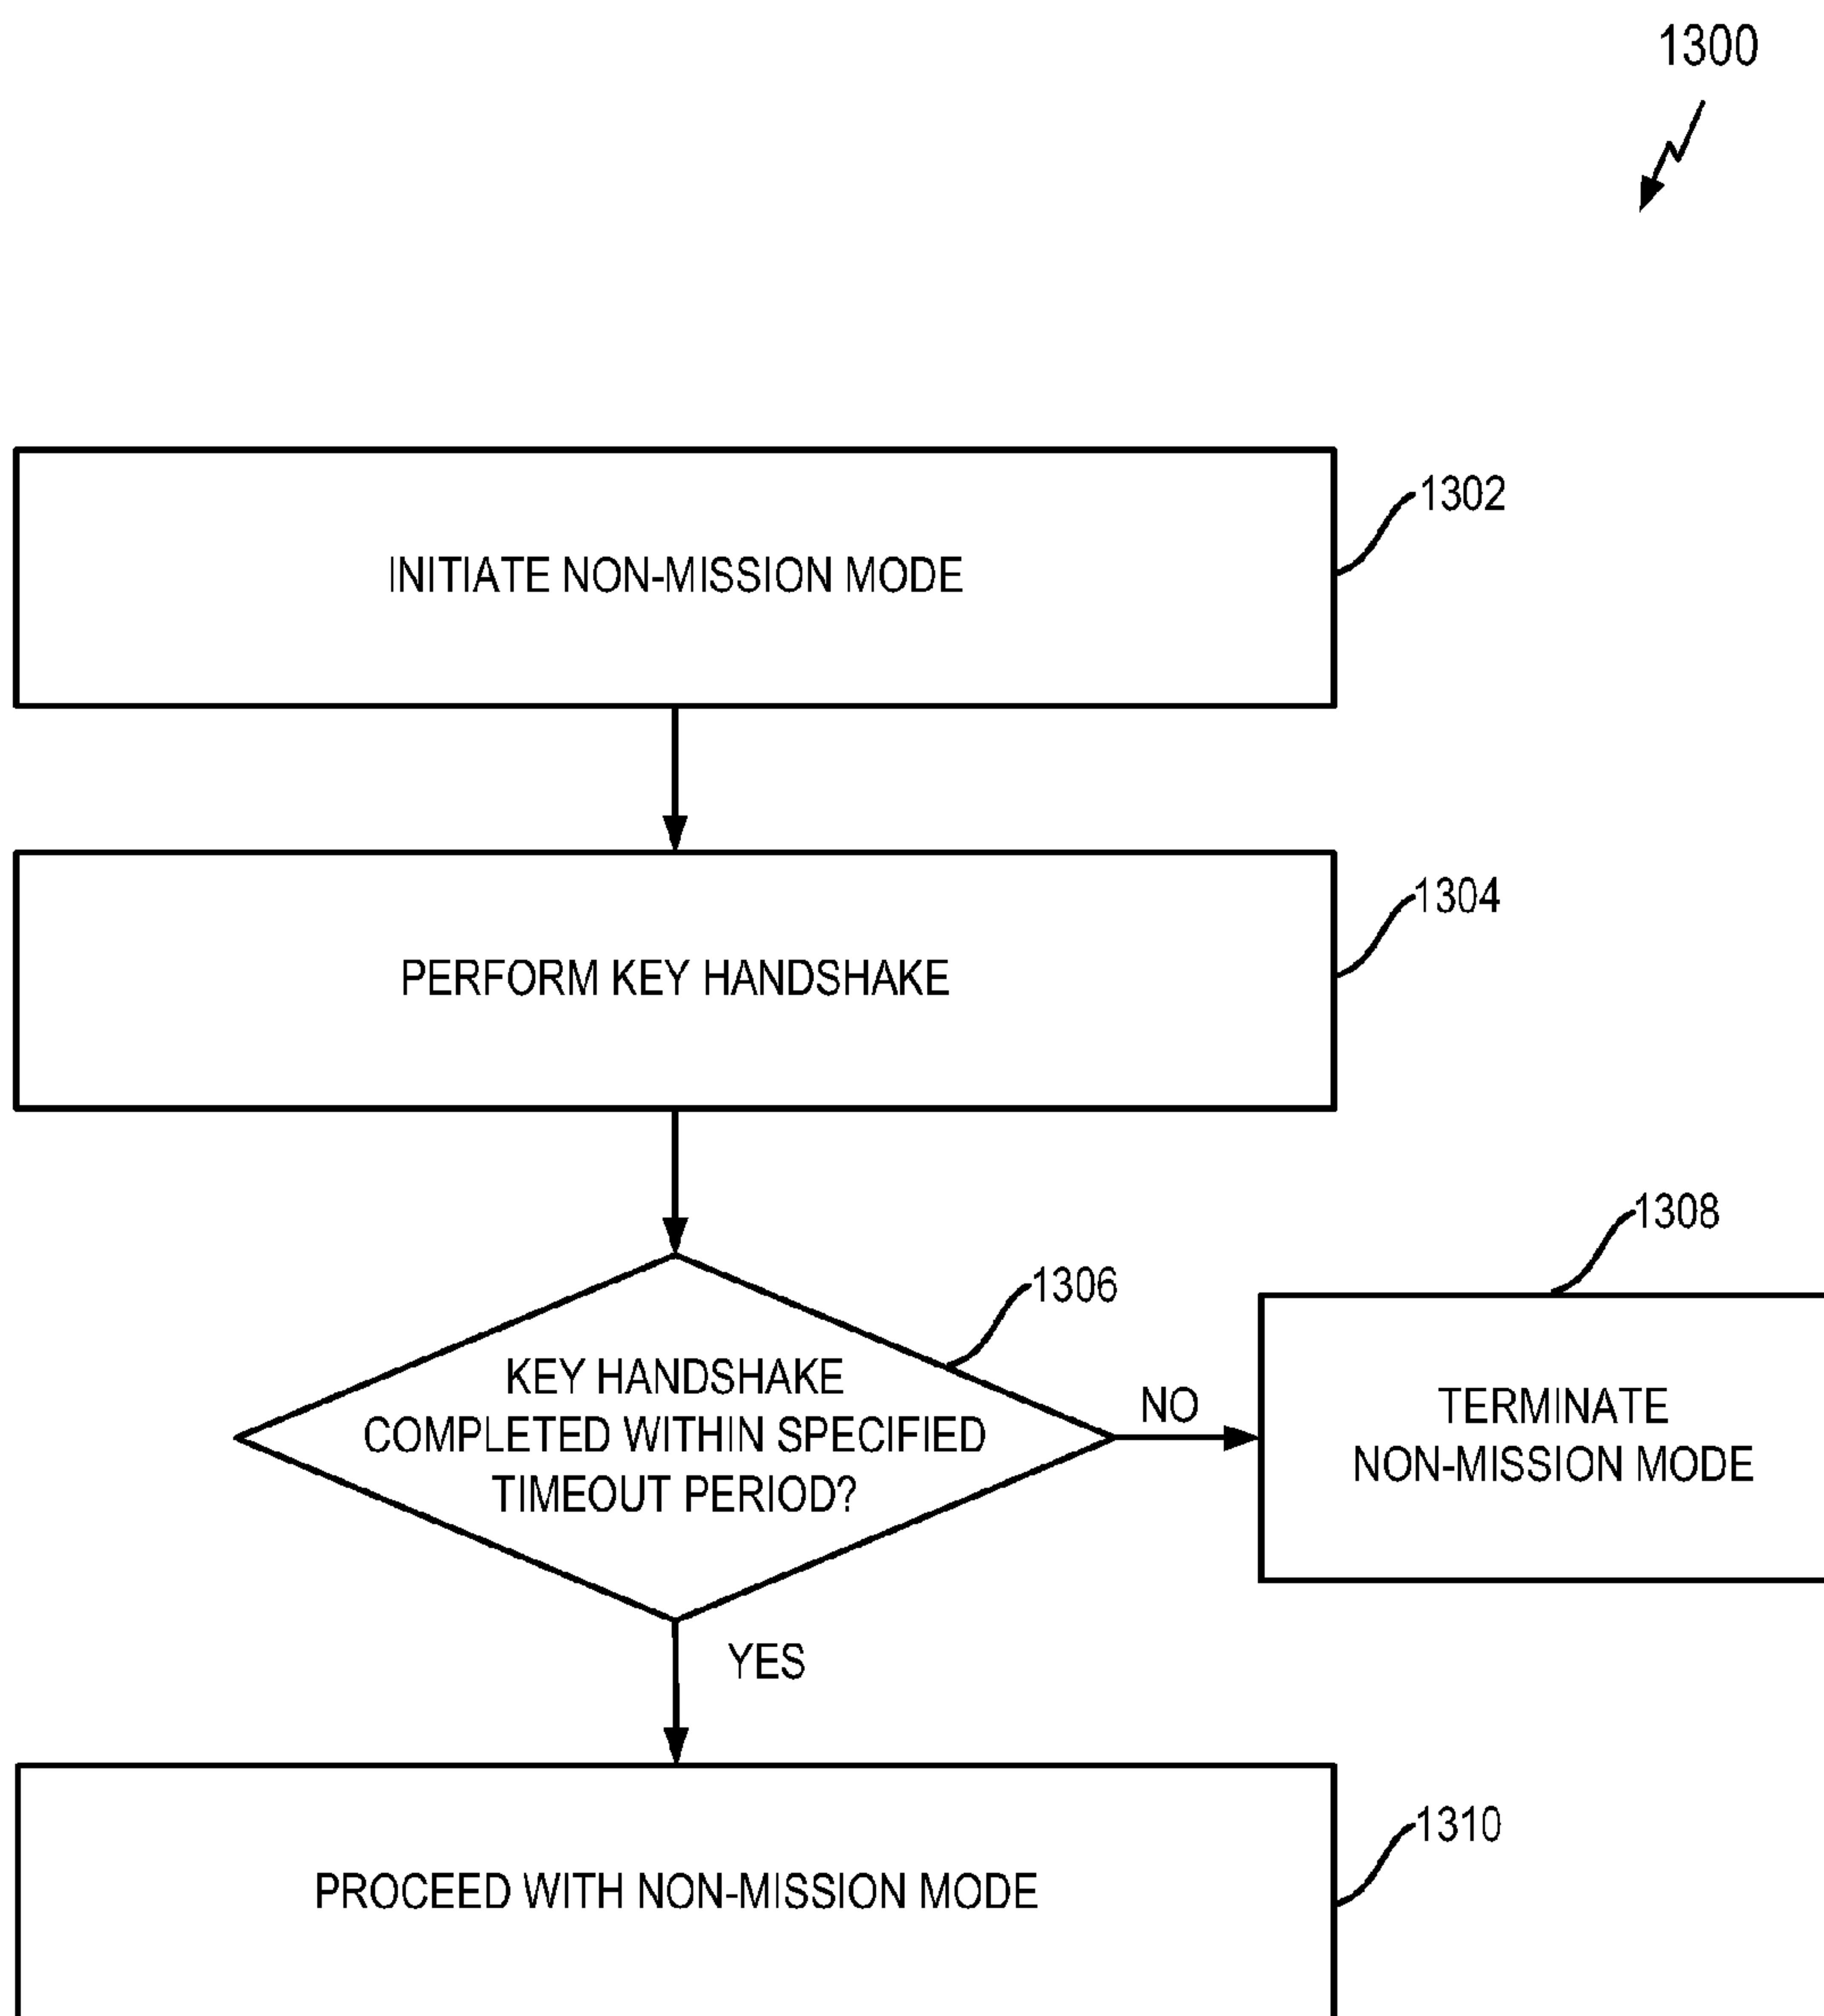 1300
INITIATE NON-MISSION MODE
1302
PERFORM KEY HANDSHAKE
1304
1308
1306
KEY HANDSHAKE
COMPLETED WITHIN SPECIFIED
TIMEOUT PERIOD?
NO
TERMINATE
NON-MISSION MODE
YES
PROCEED WITH NON-MISSION MODE
1310